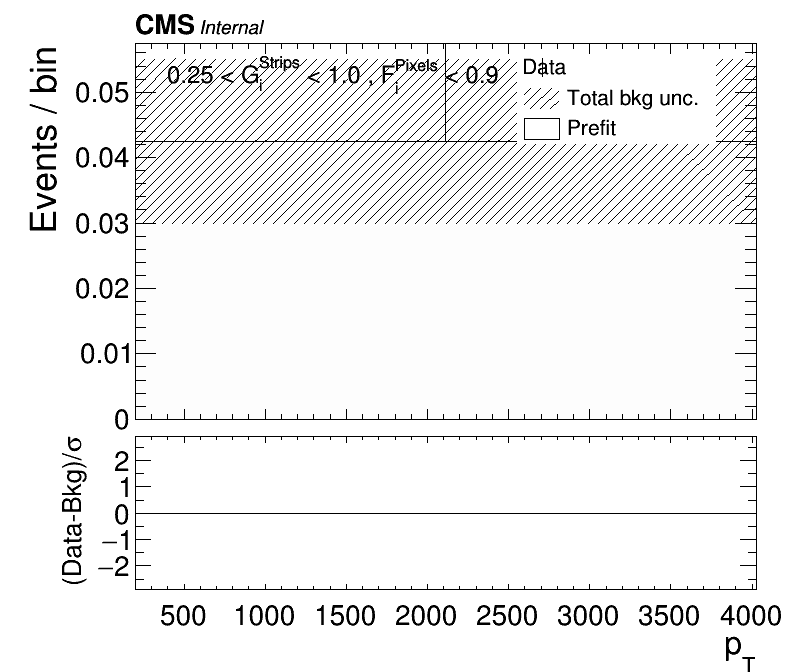 CMS Internal
Events / bin
0.25 < G_i^Strips < 1.0 , F_i^Pixels < 0.9
Data
Total bkg unc.
Prefit
0.05
0.04
0.03
0.02
0.01
0
(Data-Bkg)/σ
2
1
0
−1
−2
500 1000 1500 2000 2500 3000 3500 4000
p_T